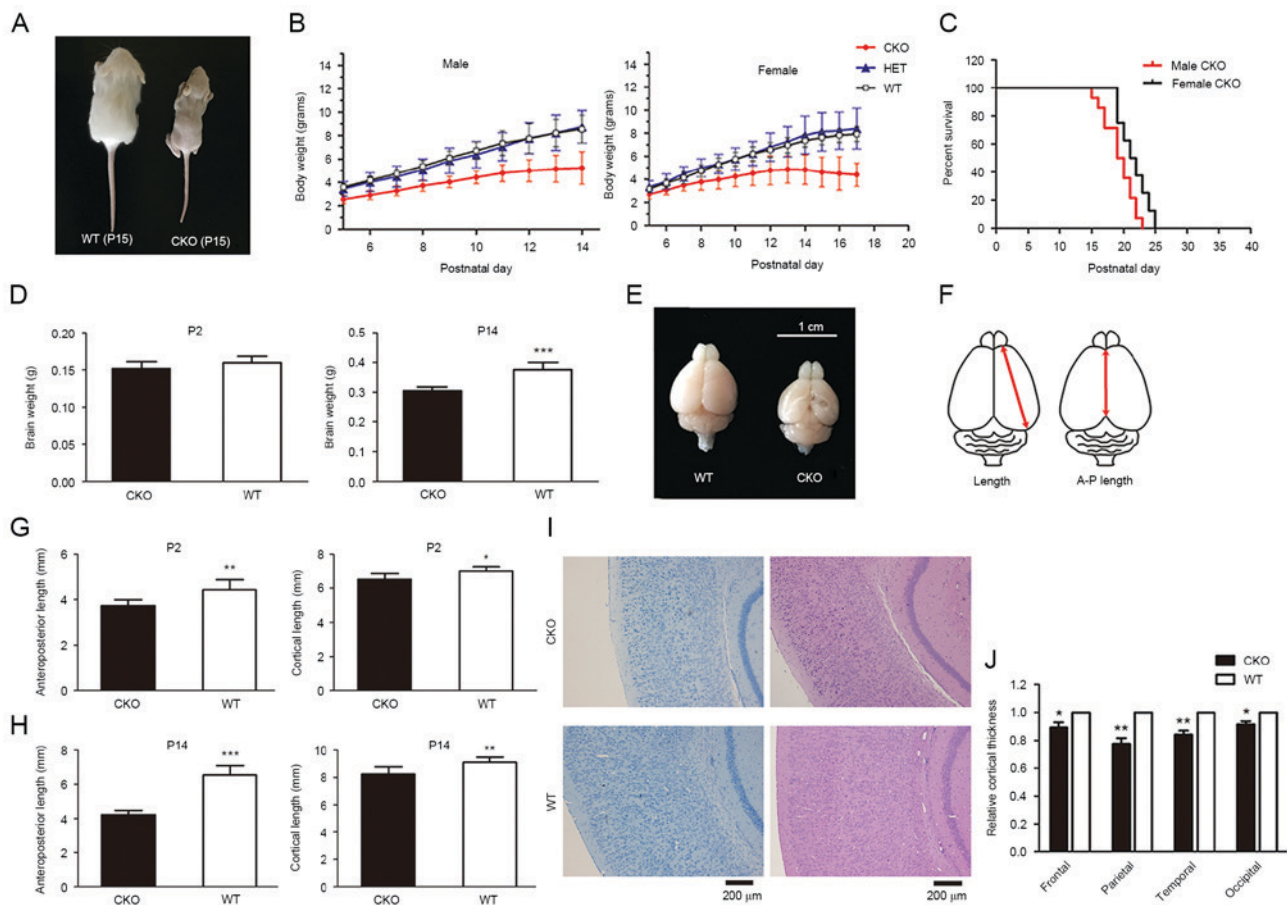 A
WT (P15)
CKO (P15)
B
Male
Body weight (grams)
14
12
10
8
6
4
2
0
6 8 10 12 14
Postnatal day
Female
Body weight (grams)
14
12
10
8
6
4
2
0
6 8 10 12 14 16 18 20
Postnatal day
CKO
HET
WT
C
Male CKO
Female CKO
Percent survival
120
100
80
60
40
20
0
0 10 20 30 40
Postnatal day
D
P2
Brain weight (g)
0.20
0.15
0.10
0.05
0.00
CKO WT
P14
Brain weight (g)
0.5
0.4
0.3
0.2
0.1
0.0
***
CKO WT
E
1 cm
WT
CKO
F
Length
A-P length
G
P2
Anteroposterior length (mm)
6
4
2
0
**
CKO WT
P2
Cortical length (mm)
8
6
4
2
0
*
CKO WT
H
P14
Anteroposterior length (mm)
8
6
4
2
0
***
CKO WT
P14
Cortical length (mm)
10
8
6
4
2
0
**
CKO WT
I
CKO
WT
200 μm
200 μm
J
CKO
WT
Relative cortical thickness
1.2
1.0
0.8
0.6
0.4
0.2
0.0
*
**
**
*
Frontal
Parietal
Temporal
Occipital